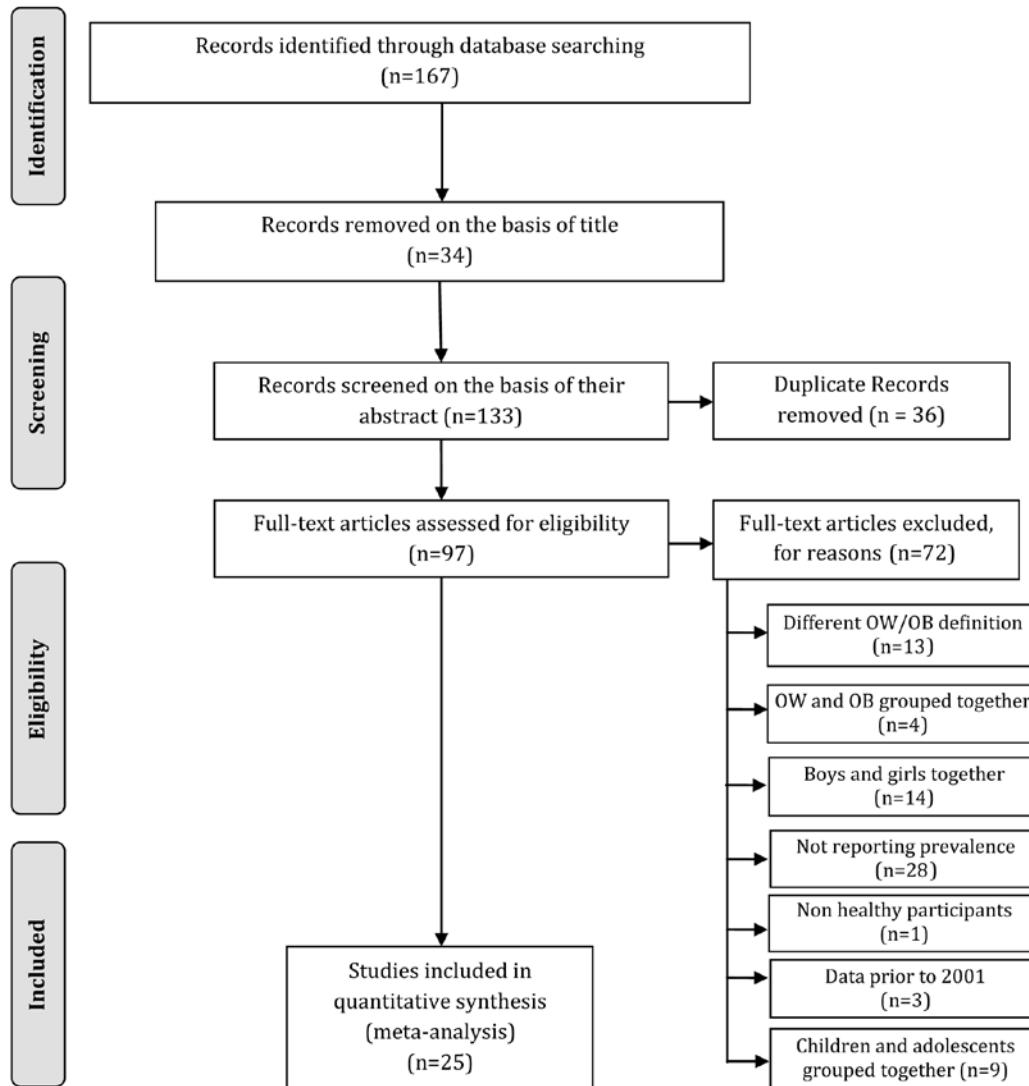 Identification
Records identified through database searching
(n=167)
Records removed on the basis of title
(n=34)
Screening
Records screened on the basis of their
abstract (n=133)
Duplicate Records
removed (n = 36)
Full-text articles assessed for eligibility
(n=97)
Full-text articles excluded,
for reasons (n=72)
Eligibility
Different OW/OB definition
(n=13)
OW and OB grouped together
(n=4)
Boys and girls together
(n=14)
Not reporting prevalence
(n=28)
Non healthy participants
(n=1)
Data prior to 2001
(n=3)
Children and adolescents
grouped together (n=9)
Included
Studies included in
quantitative synthesis
(meta-analysis)
(n=25)